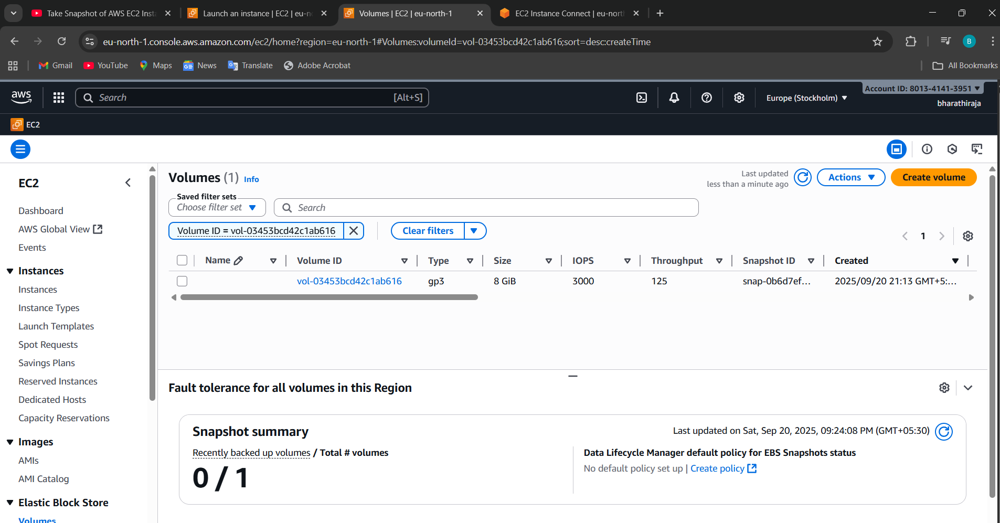 Take Snapshot of AWS EC2 Insta
Launch an instance | EC2 | eu-no
Volumes | EC2 | eu-north-1
EC2 Instance Connect | eu-north
eu-north-1.console.aws.amazon.com/ec2/home?region=eu-north-1#Volumes:volumeId=vol-03453bcd42c1ab616;sort=desc:createTime
B
Gmail
YouTube
Maps
News
Translate
Adobe Acrobat
All Bookmarks
aws
Search
[Alt+S]
Europe (Stockholm)
Account ID: 8013-4141-3951
bharathiraja
EC2
EC2
Dashboard
AWS Global View
Events
Instances
Instances
Instance Types
Launch Templates
Spot Requests
Savings Plans
Reserved Instances
Dedicated Hosts
Capacity Reservations
Images
AMIs
AMI Catalog
Elastic Block Store
Volumes
Volumes (1) Info
Last updated
less than a minute ago
Actions
Create volume
Saved filter sets
Choose filter set
Search
Volume ID = vol-03453bcd42c1ab616
Clear filters
1
Name Volume ID Type Size IOPS Throughput Snapshot ID Created
vol-03453bcd42c1ab616 gp3 8 GiB 3000 125 snap-0b6d7ef... 2025/09/20 21:13 GMT+5:...
Fault tolerance for all volumes in this Region
Snapshot summary
Last updated on Sat, Sep 20, 2025, 09:24:08 PM (GMT+05:30)
Recently backed up volumes / Total # volumes
0 / 1
Data Lifecycle Manager default policy for EBS Snapshots status
No default policy set up | Create policy